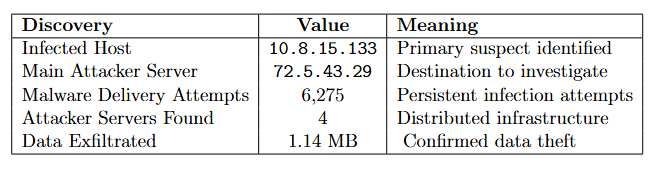 Discovery Value Meaning
Infected Host 10.8.15.133 Primary suspect identified
Main Attacker Server 72.5.43.29 Destination to investigate
Malware Delivery Attempts 6,275 Persistent infection attempts
Attacker Servers Found 4 Distributed infrastructure
Data Exfiltrated 1.14 MB Confirmed data theft